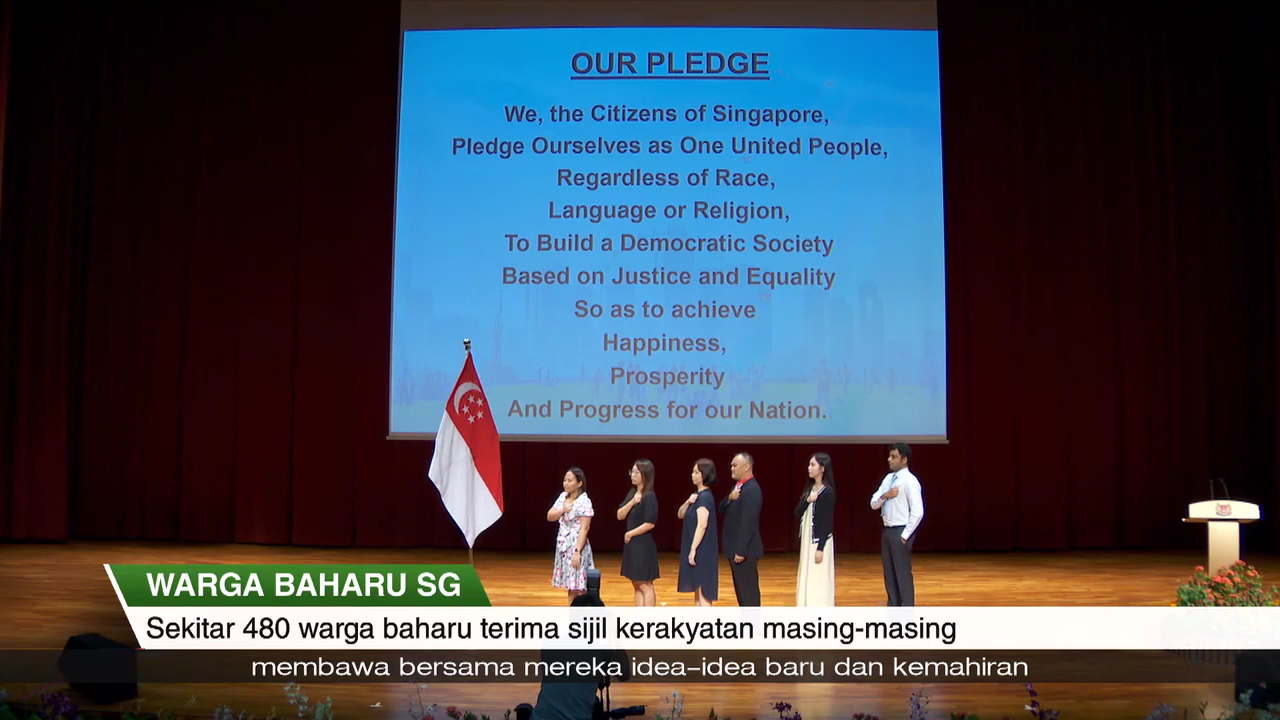 OUR PLEDGE
We, the Citizens of Singapore,
Pledge Ourselves as One United People,
Regardless of Race,
Language or Religion,
To Build a Democratic Society
Based on Justice and Equality
So as to achieve
Happiness,
Prosperity
And Progress for our Nation.
WARGA BAHARU SG
Sekitar 480 warga baharu terima sijil kerakyatan masing-masing
membawa bersama mereka idea-idea baru dan kemahiran